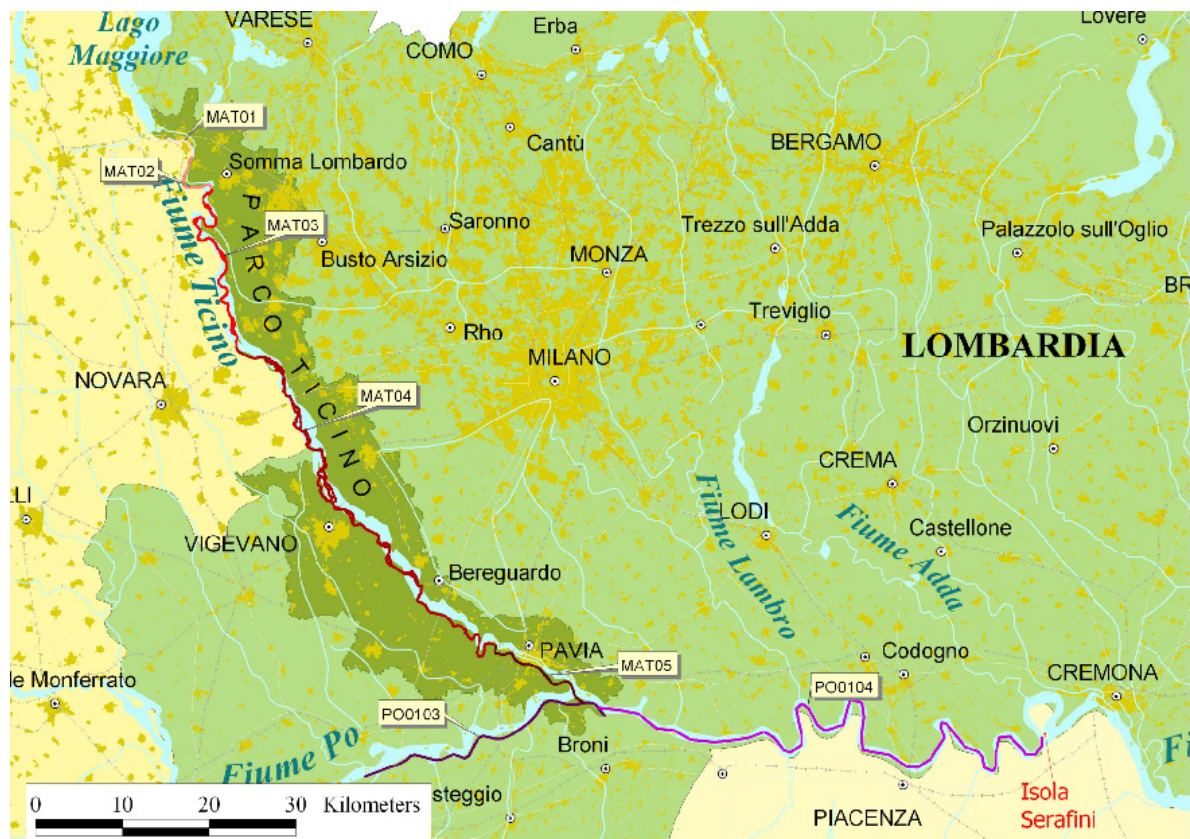 Lago
Maggiore
VARESE
COMO
Erba
Lovere
MAT01
Cantù
BERGAMO
MAT02
Somma Lombardo
Fiume Ticino
PARCO TICINO
MAT03
Saronno
Trezzo sull'Adda
Palazzolo sull'Oglio
Busto Arsizio
MONZA
BR
Rho
Treviglio
MILANO
LOMBARDIA
NOVARA
MAT04
Orzinuovi
CREMA
LLI
VIGEVANO
LODI
Castellone
Fiume Lambro
Fiume Adda
Bereguardo
PAVIA
MAT05
Codogno
CREMONA
le Monferrato
PO0103
PO0104
Fiume Po
Broni
Fi
steggio
Isola
Serafini
PIACENZA
0 10 20 30 Kilometers